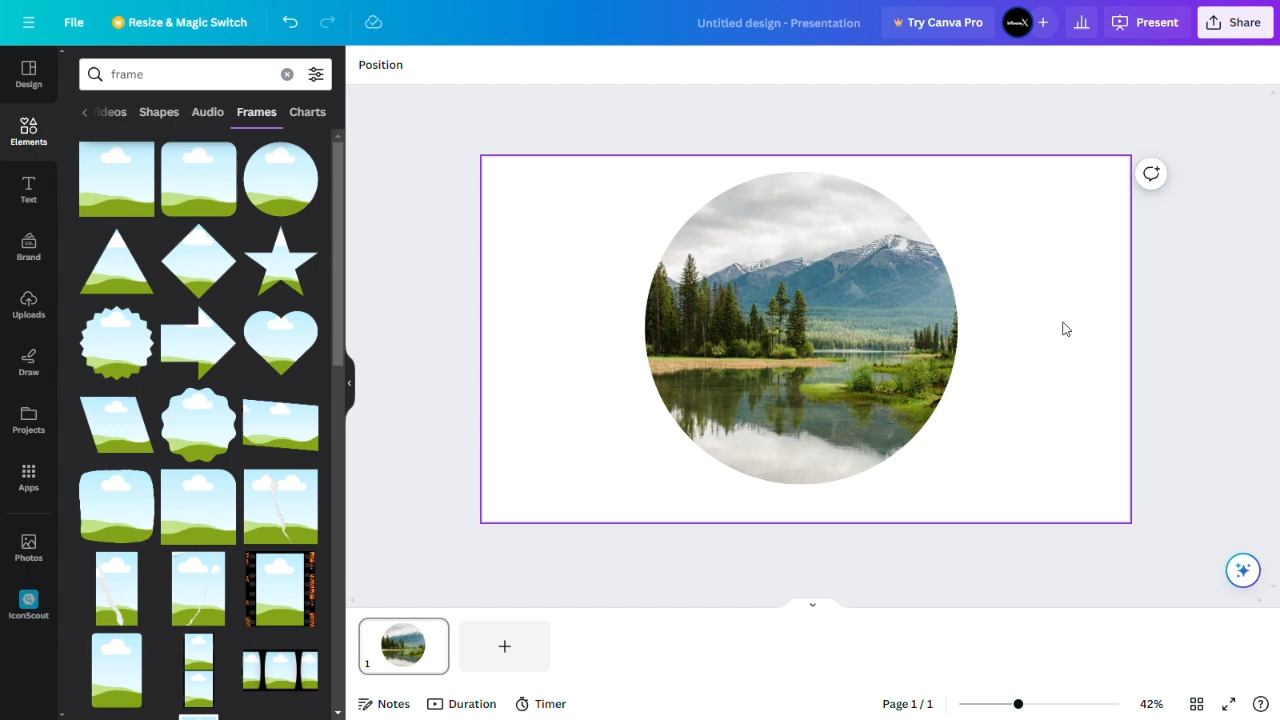 File
Resize & Magic Switch
Untitled design - Presentation
Try Canva Pro
Present
Share
Design
Elements
Text
Brand
Uploads
Draw
Projects
Apps
Photos
IconScout
frame
Shapes
Audio
Frames
Charts
Position
1
Notes
Duration
Timer
Page 1 / 1
42%